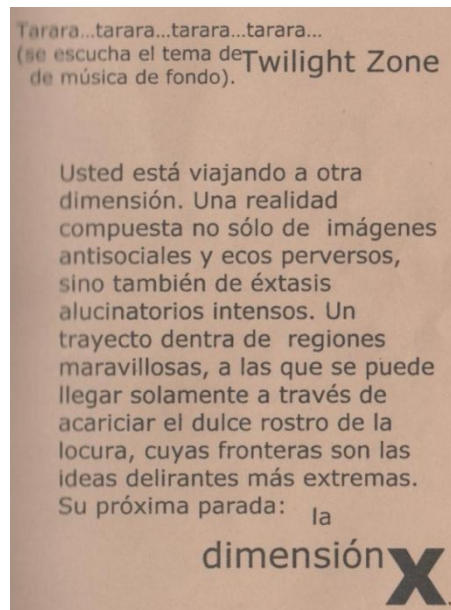 Tarara...tarara...tarara...tarara...
(se escucha el tema de Twilight Zone
de música de fondo).
Usted está viajando a otra
dimensión. Una realidad
compuesta no sólo de imágenes
antisociales y ecos perversos,
sino también de éxtasis
alucinatorios intensos. Un
trayecto dentra de regiones
maravillosas, a las que se puede
llegar solamente a través de
acariciar el dulce rostro de la
locura, cuyas fronteras son las
ideas delirantes más extremas.
Su próxima parada: la
dimensión X.